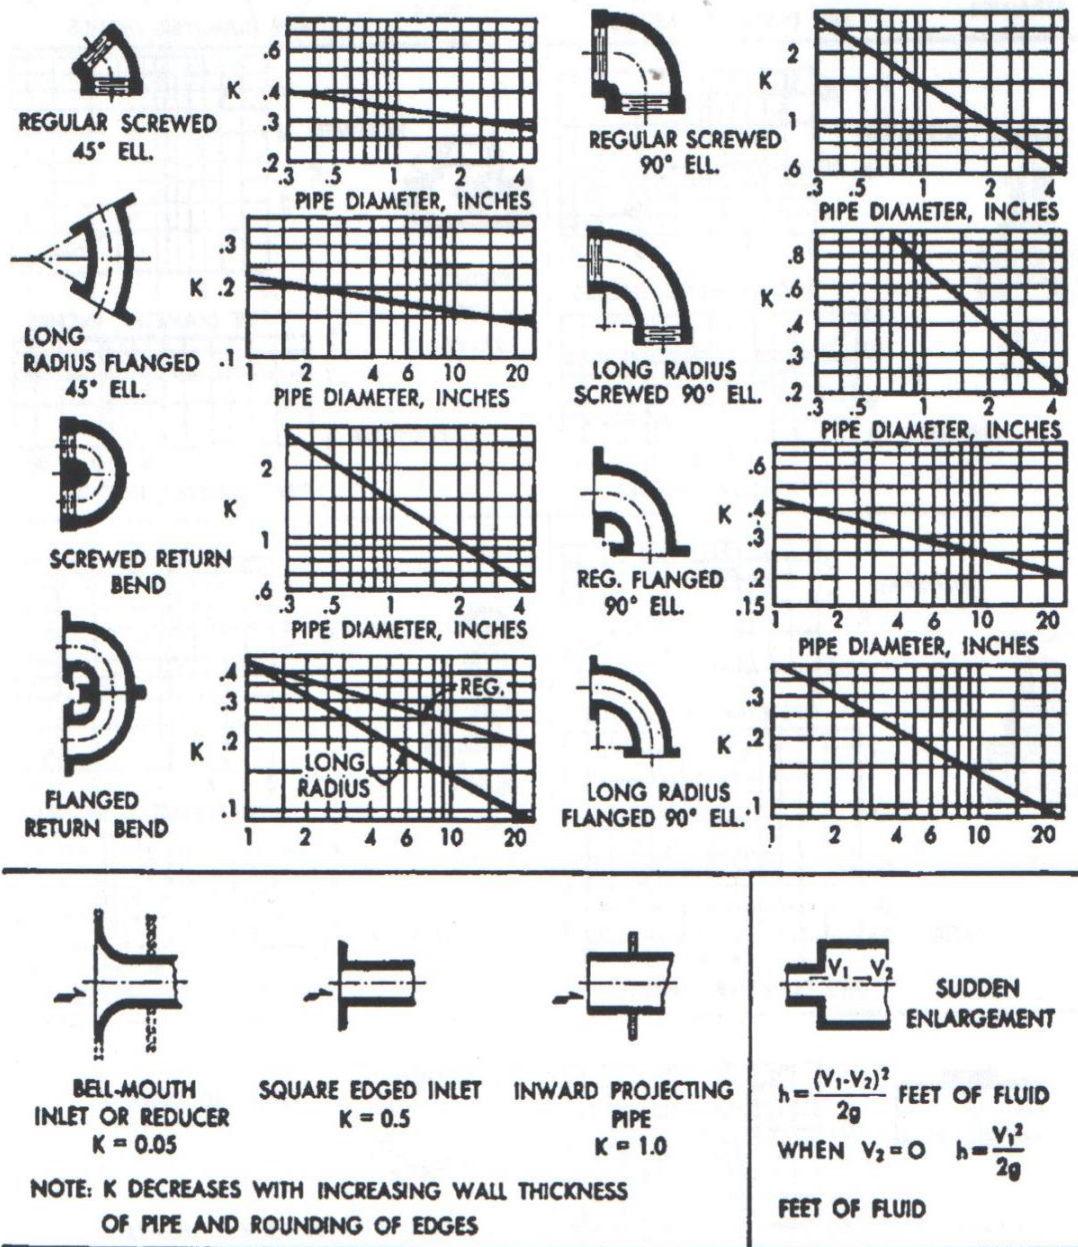 .6
K .4
.3
.2
.3 .5 1 2 4
PIPE DIAMETER, INCHES
REGULAR SCREWED
45° ELL.
2
K
1
.6
.3 .5 1 2 4
PIPE DIAMETER, INCHES
REGULAR SCREWED
90° ELL.
.3
K .2
.1
1 2 4 6 10 20
PIPE DIAMETER, INCHES
LONG
RADIUS FLANGED
45° ELL.
.8
K .6
.4
.3
.2
.3 .5 1 2 4
PIPE DIAMETER, INCHES
LONG RADIUS
SCREWED 90° ELL.
2
K
1
.6
.3 .5 1 2 4
PIPE DIAMETER, INCHES
SCREWED RETURN
BEND
.6
K .4
.3
.2
.15
1 2 4 6 10 20
PIPE DIAMETER, INCHES
REG. FLANGED
90° ELL.
.4
.3
K .2
.1
REG.
LONG
RADIUS
1 2 4 6 10 20
FLANGED
RETURN BEND
.3
K .2
.1
1 2 4 6 10 20
LONG RADIUS
FLANGED 90° ELL.
BELL-MOUTH
INLET OR REDUCER
K = 0.05
SQUARE EDGED INLET
K = 0.5
INWARD PROJECTING
PIPE
K = 1.0
NOTE: K DECREASES WITH INCREASING WALL THICKNESS
OF PIPE AND ROUNDING OF EDGES
V₁ V₂
SUDDEN
ENLARGEMENT
h = (V₁-V₂)²/2g FEET OF FLUID
WHEN V₂ = O h = V₁²/2g
FEET OF FLUID